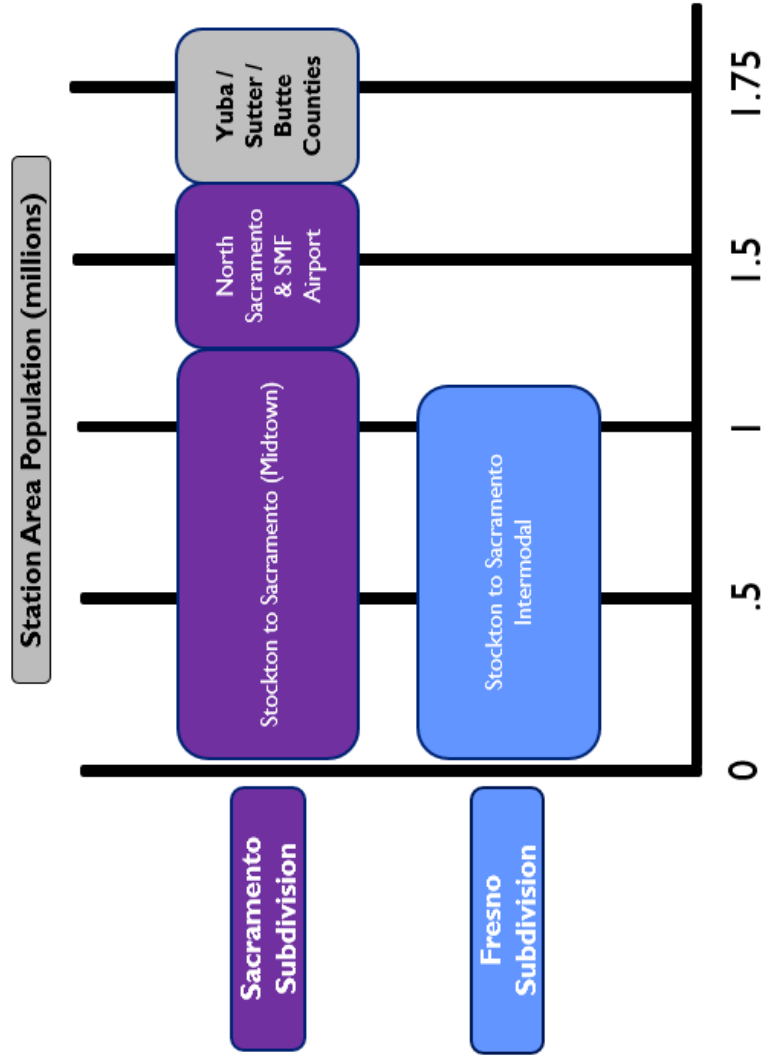 Station Area Population (millions)
Sacramento
Subdivision
Stockton to Sacramento (Midtown)
North
Sacramento
& SMF
Airport
Yuba /
Sutter /
Butte
Counties
Fresno
Subdivision
Stockton to Sacramento
Intermodal
0
.5
1
1.5
1.75